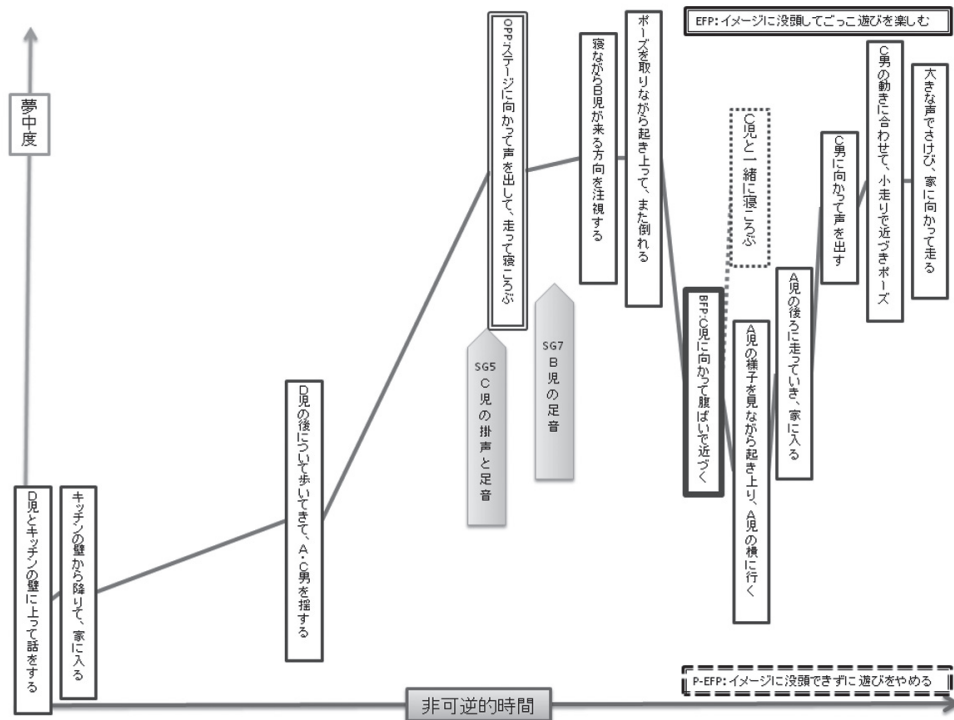 EFP:イメージに没頭してごっこ遊びを楽しむ
夢中度
D児とキッチンの壁に上って話をする
キッチンの壁から降りて、家に入る
D児の後について歩いてきて、A・C男を揺する
OPP:ステージに向かって声を出して、走って寝ころぶ
SG5 C児の掛声と足音
SG7 B児の足音
寝ながらB児が来る方向を注視する
ポーズを取りながら起き上って、また倒れる
BFP:C児に向かって腹ばいで近づく
C児と一緒に寝ころぶ
A児の様子を見ながら起き上り、A児の横に行く
A児の後ろに走っていき、家に入る
C男に向かって声を出す
C男の動きに合わせて、小走りで近づきポーズ
大きな声でさけび、家に向かって走る
P-EFP:イメージに没頭できずに遊びをやめる
非可逆的時間